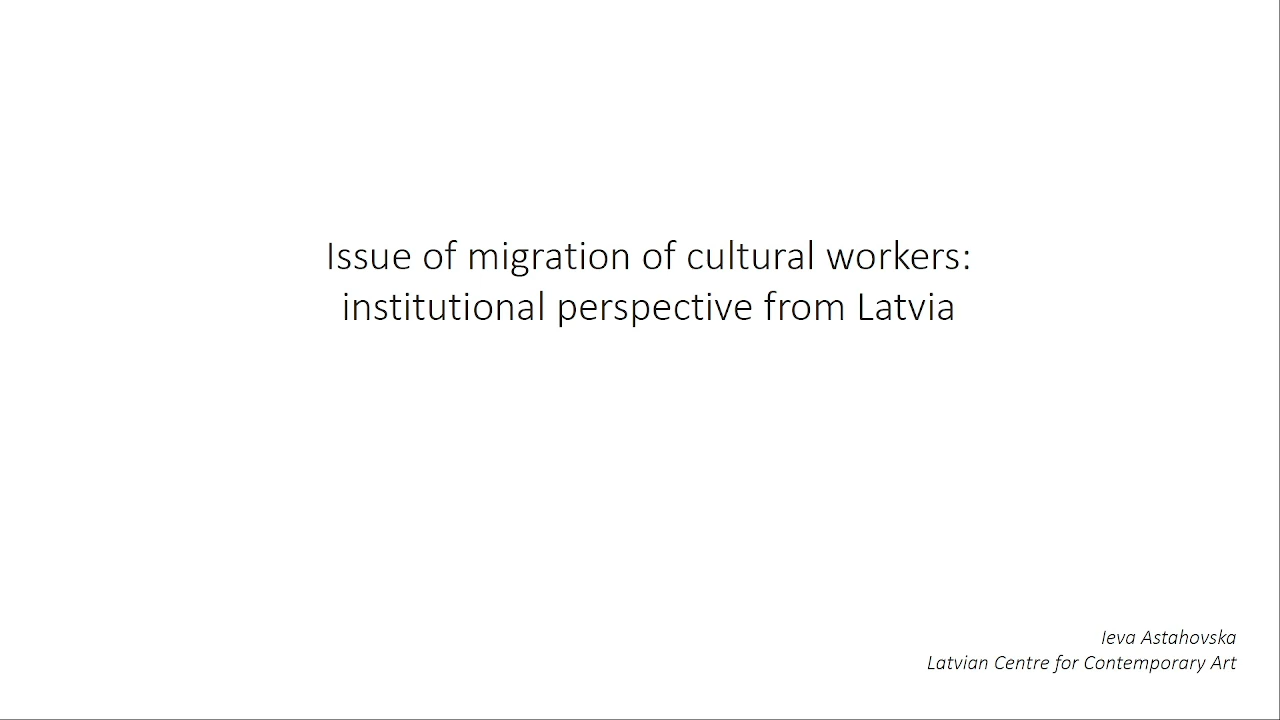 Issue of migration of cultural workers:
institutional perspective from Latvia
Ieva Astahovska
Latvian Centre for Contemporary Art